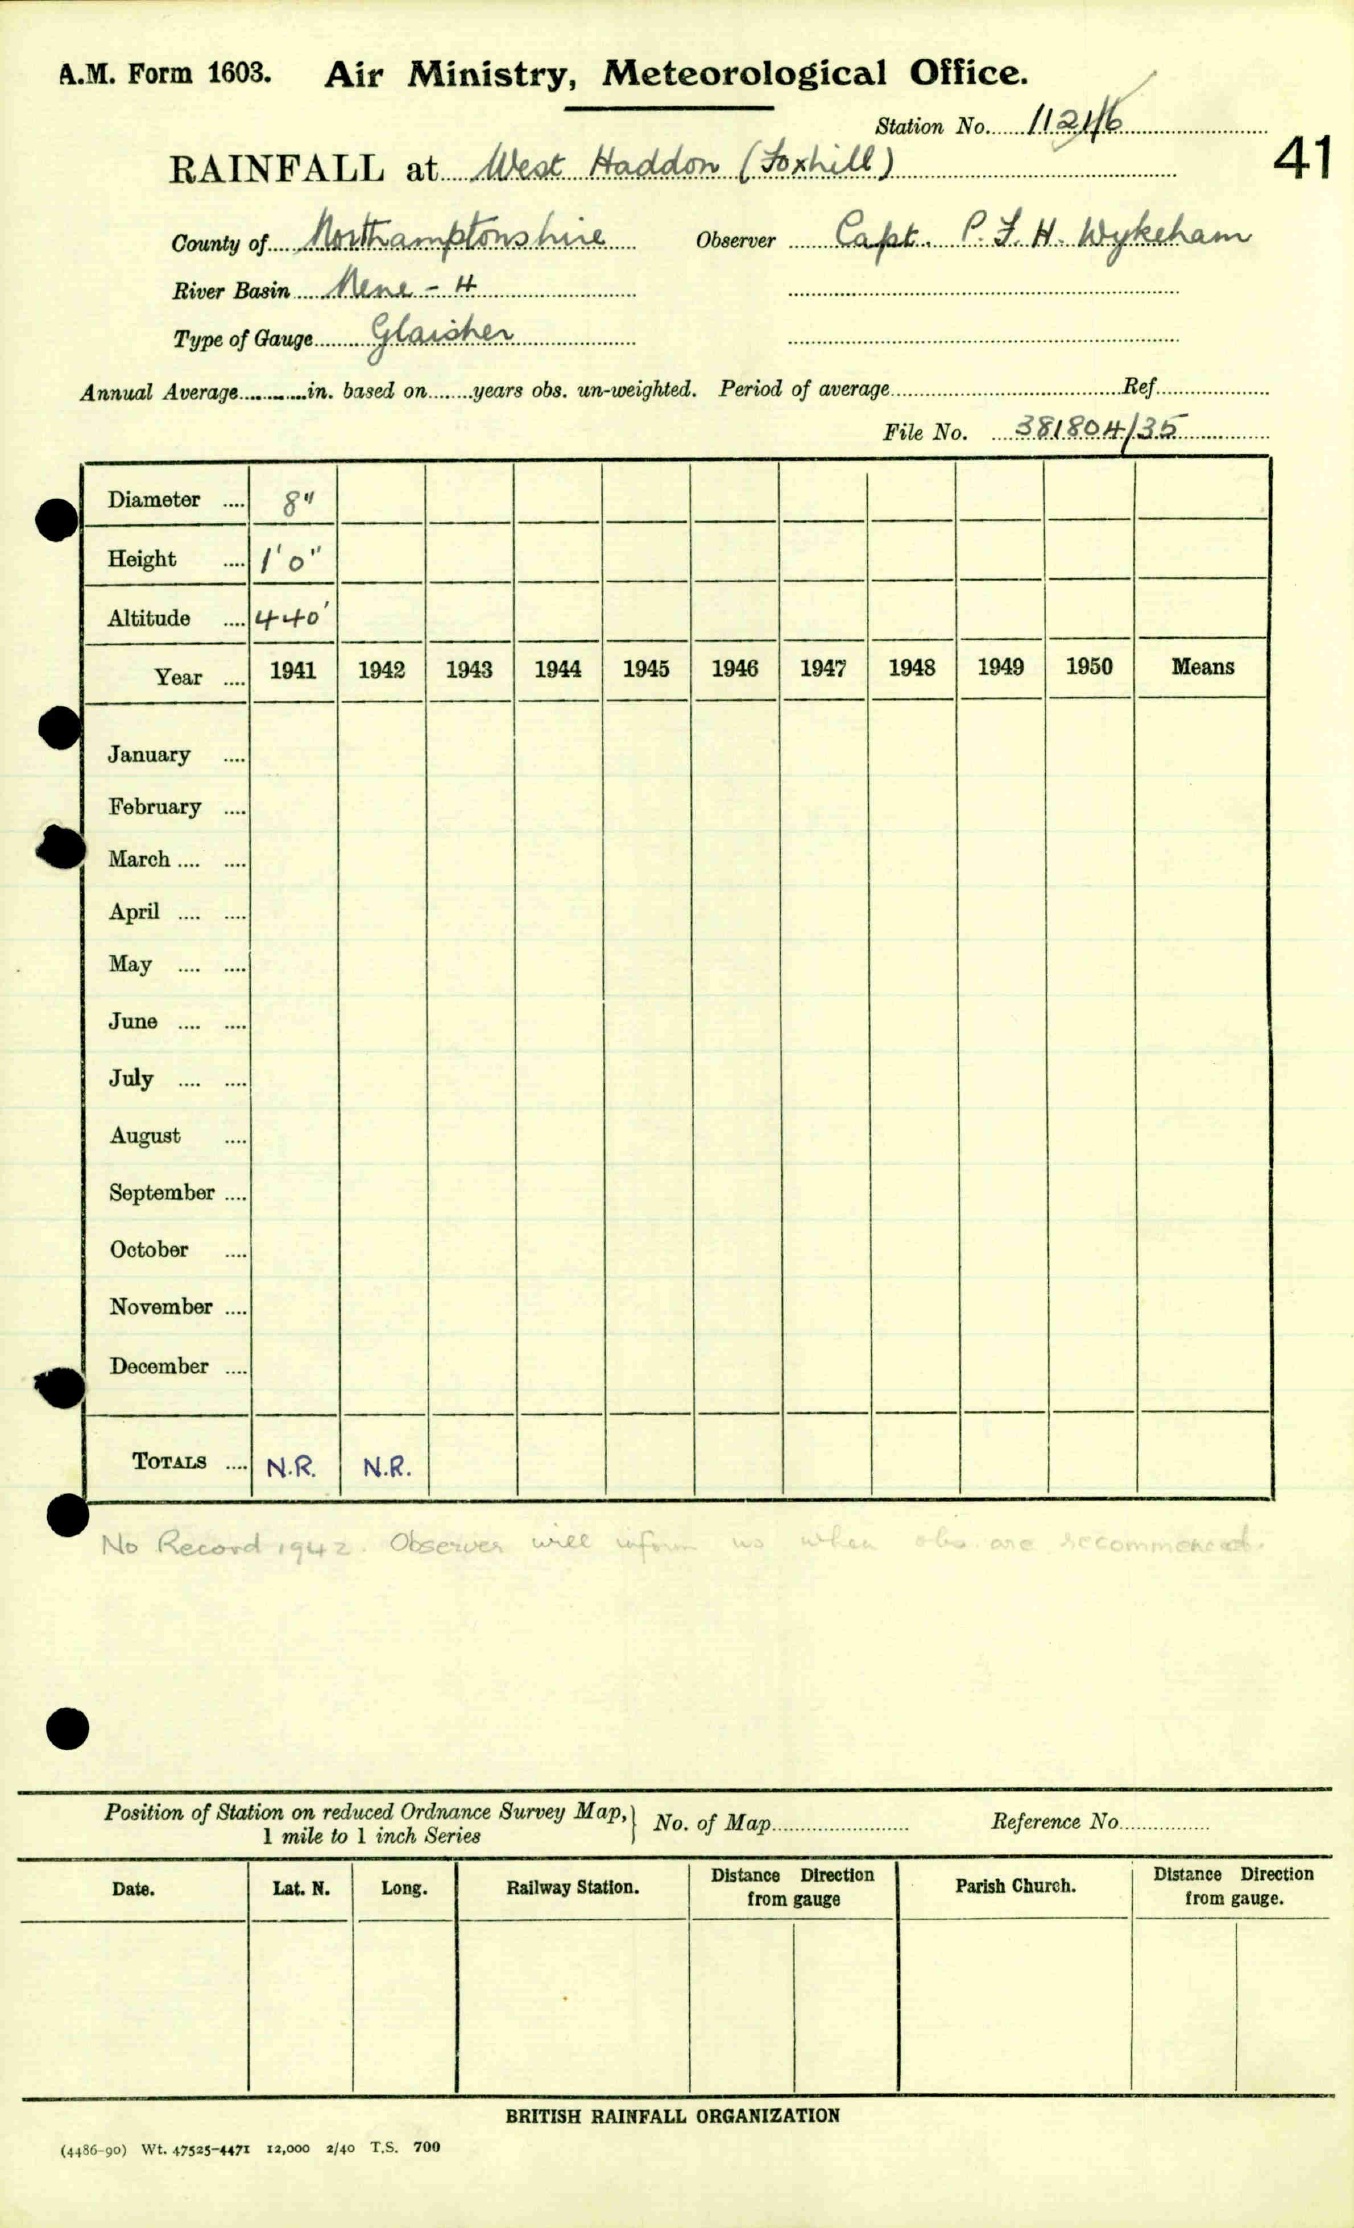 A.M. Form 1603. Air Ministry, Meteorological Office.
Station No.
41
RAINFALL at West Haddon (Foxhill)
County of Northamptonshire Observer Capt. P. F. H. Wykeham
River Basin Nene - 4
Type of Gauge Glaisher
Annual Average in. based on years obs. un-weighted. Period of average Ref.
File No. 381804/35
Diameter .... 8"
Height .... 1' 0"
Altitude .... 440'
Year .... 1941 1942 1943 1944 1945 1946 1947 1948 1949 1950 Means
January ....
February ....
March .... ....
April .... ....
May .... ....
June .... ....
July .... ....
August ....
September ....
October ....
November ....
December ....
TOTALS .... N.R. N.R.
No Record 1942. Observer will inform us when obs. are recommenced.
Position of Station on reduced Ordnance Survey Map, } No. of Map Reference No.
1 mile to 1 inch Series
Date. Lat. N. Long. Railway Station. Distance Direction from gauge Parish Church. Distance Direction from gauge.
BRITISH RAINFALL ORGANIZATION
(4486-90) Wt. 47525-4471 12,000 2/40 T.S. 700